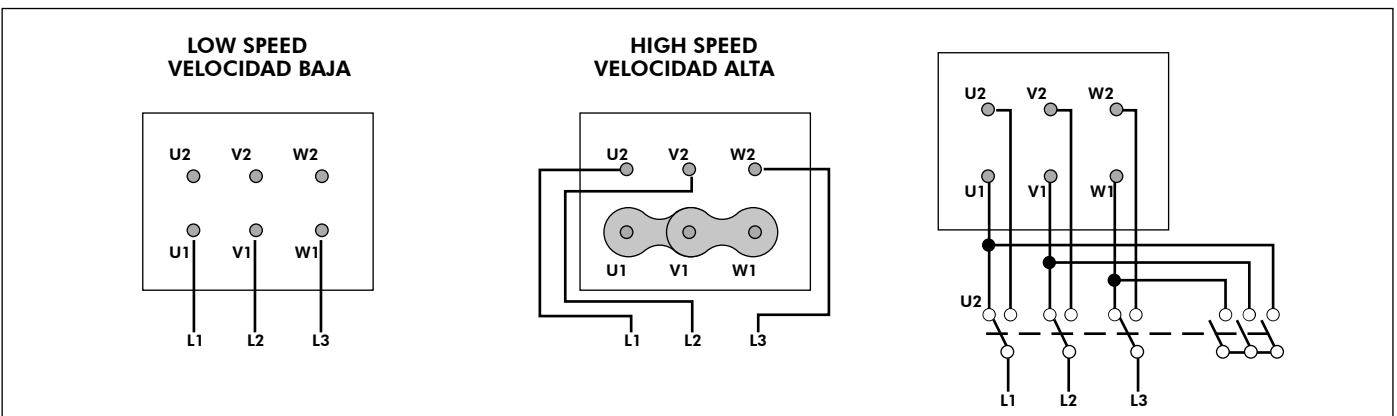 LOW SPEED
VELOCIDAD BAJA
U2 V2 W2
U1 V1 W1
L1 L2 L3
HIGH SPEED
VELOCIDAD ALTA
U2 V2 W2
U1 V1 W1
L1 L2 L3
U2 V2 W2
U1 V1 W1
U2
L1 L2 L3